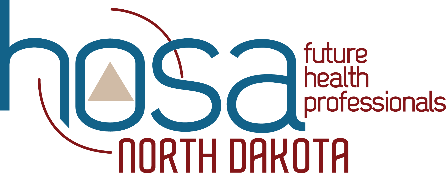 hosa
future
health
professionals
NORTH DAKOTA